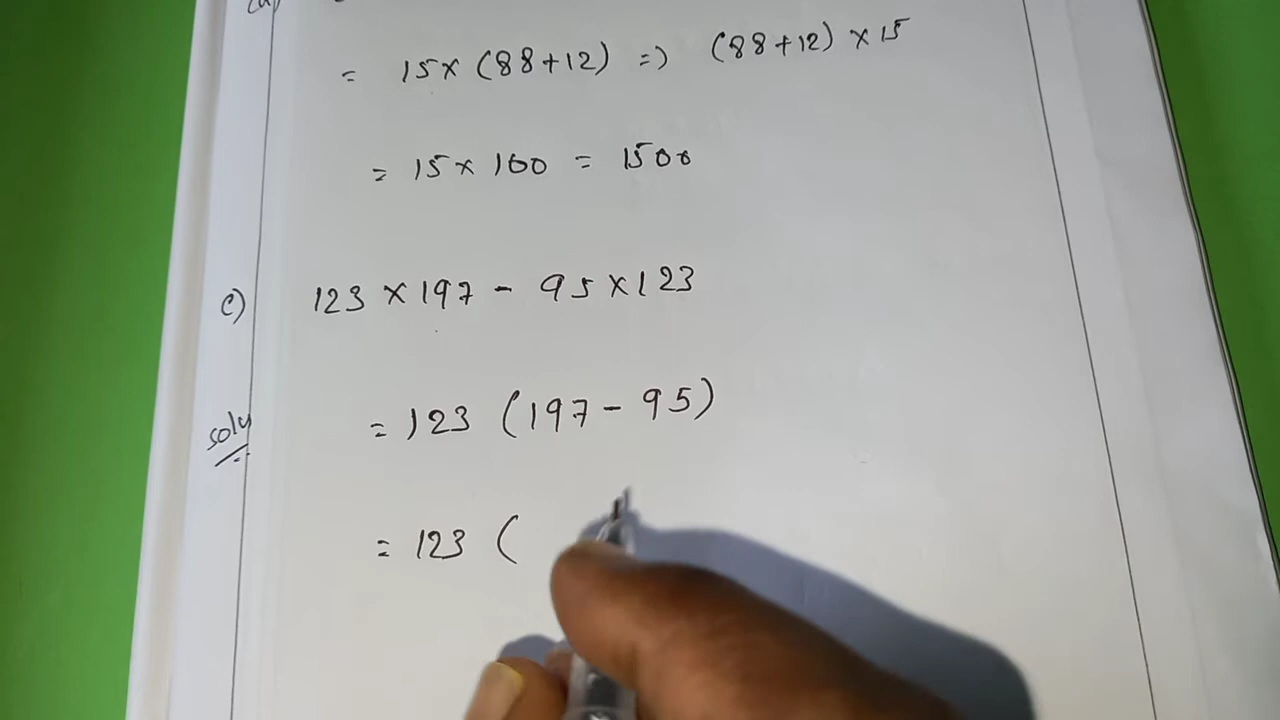 = 15 × (88+12) => (88+12) × 15
= 15 × 100 = 1500
c) 123 × 197 - 95 × 123
= 123 (197 - 95)
soln
= 123 (